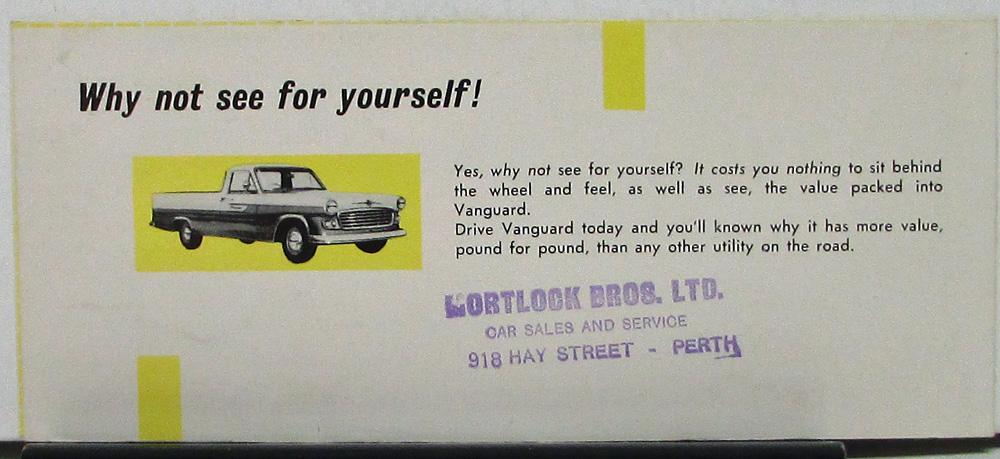 Why not see for yourself!
Yes, why not see for yourself? It costs you nothing to sit behind
the wheel and feel, as well as see, the value packed into
Vanguard.
Drive Vanguard today and you'll known why it has more value,
pound for pound, than any other utility on the road.
MORTLOCK BROS. LTD.
CAR SALES AND SERVICE
918 HAY STREET - PERTH